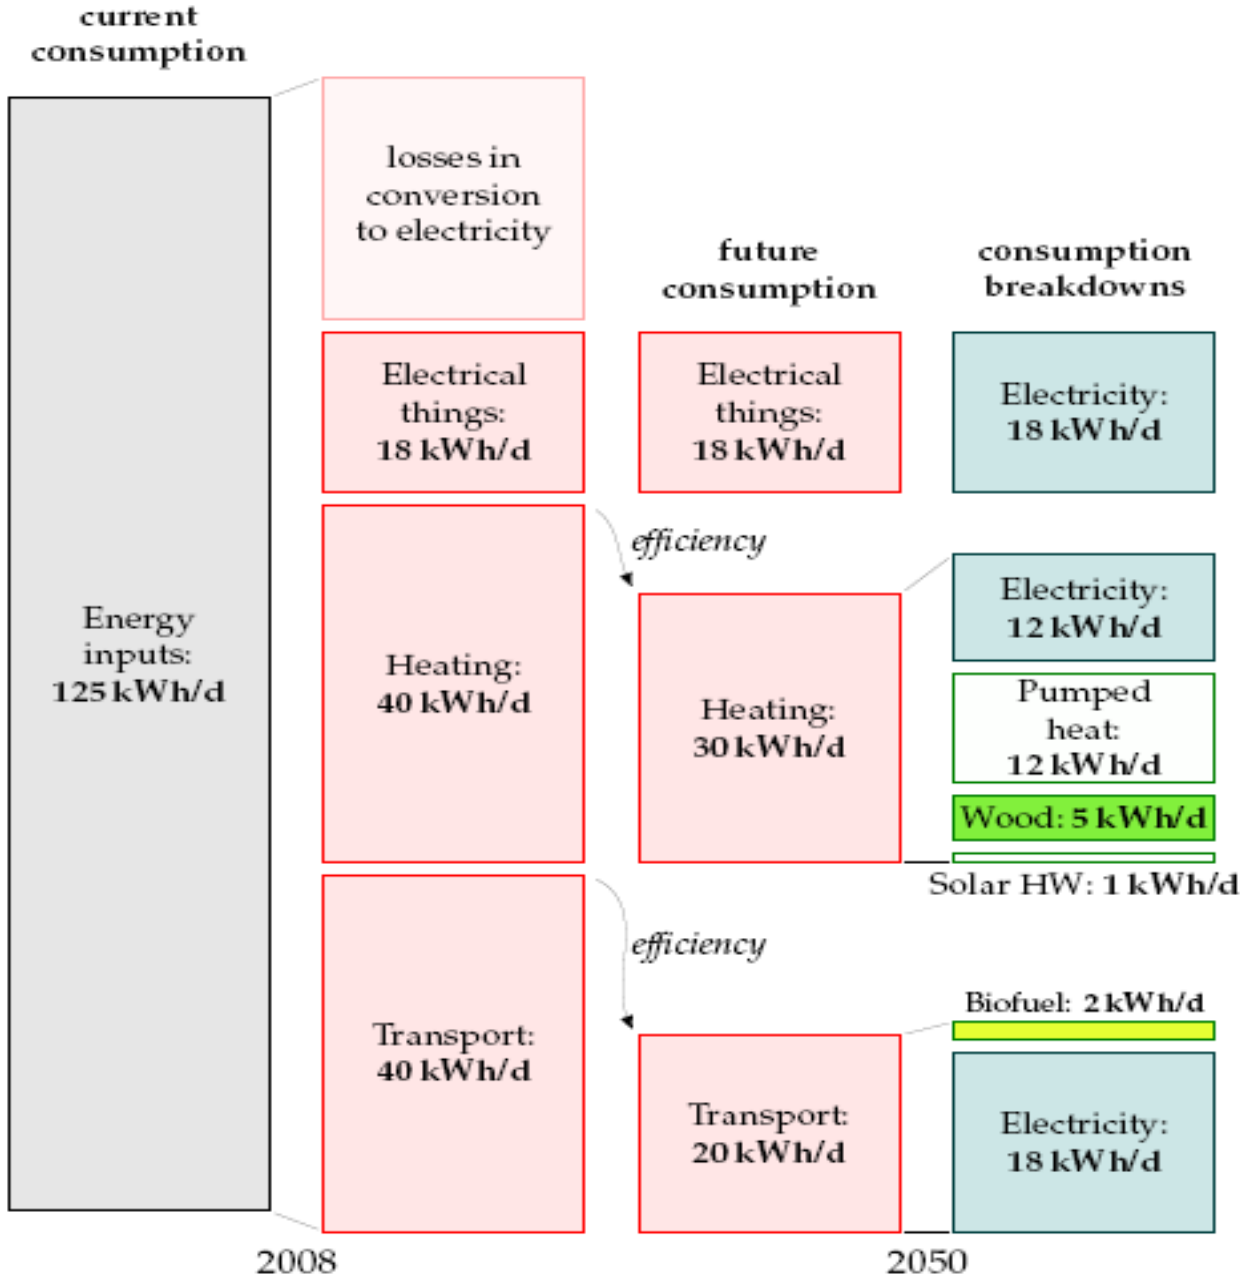 current
consumption
Energy
inputs:
125 kWh/d
losses in
conversion
to electricity
Electrical
things:
18 kWh/d
Heating:
40 kWh/d
Transport:
40 kWh/d
2008
future
consumption
Electrical
things:
18 kWh/d
efficiency
Heating:
30 kWh/d
efficiency
Transport:
20 kWh/d
consumption
breakdowns
Electricity:
18 kWh/d
Electricity:
12 kWh/d
Pumped
heat:
12 kWh/d
Wood: 5 kWh/d
Solar HW: 1 kWh/d
Biofuel: 2 kWh/d
Electricity:
18 kWh/d
2050